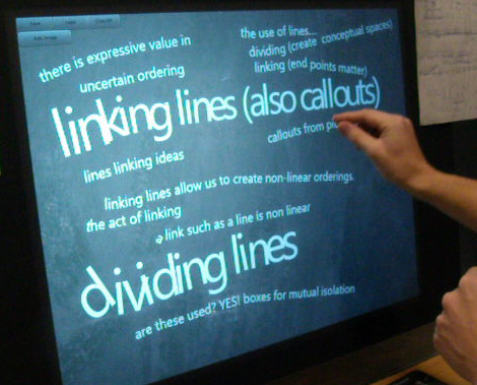 there is expressive value in
uncertain ordering
the use of lines....
dividing (create conceptual spaces)
linking (end points matter)
linking lines (also callouts)
callouts from
lines linking ideas
linking lines allow us to create non-linear orderings.
the act of linking
link such as a line is non linear
dividing lines
are these used? YES! boxes for mutual isolation